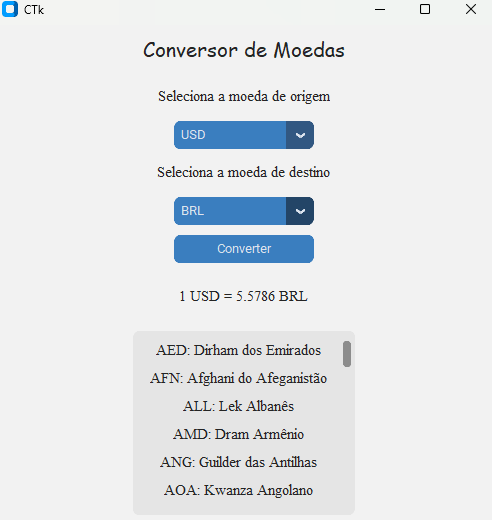 CTk
Conversor de Moedas
Seleciona a moeda de origem
USD
Seleciona a moeda de destino
BRL
Converter
1 USD = 5.5786 BRL
AED: Dirham dos Emirados
AFN: Afghani do Afeganistão
ALL: Lek Albanês
AMD: Dram Armênio
ANG: Guilder das Antilhas
AOA: Kwanza Angolano